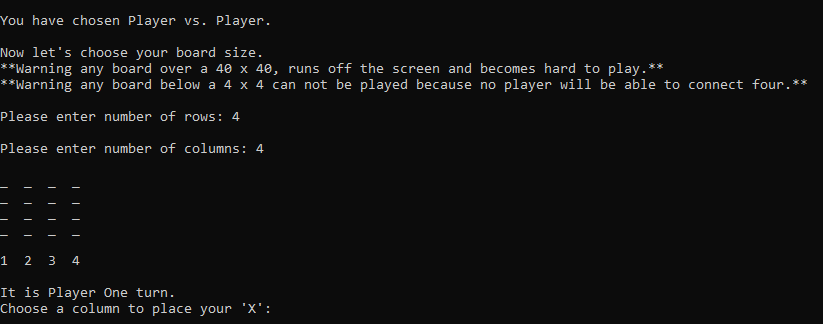 You have chosen Player vs. Player.
Now let's choose your board size.
**Warning any board over a 40 x 40, runs off the screen and becomes hard to play.**
**Warning any board below a 4 x 4 can not be played because no player will be able to connect four.**
Please enter number of rows: 4
Please enter number of columns: 4
_ _ _ _
_ _ _ _
_ _ _ _
_ _ _ _
1 2 3 4
It is Player One turn.
Choose a column to place your 'X':